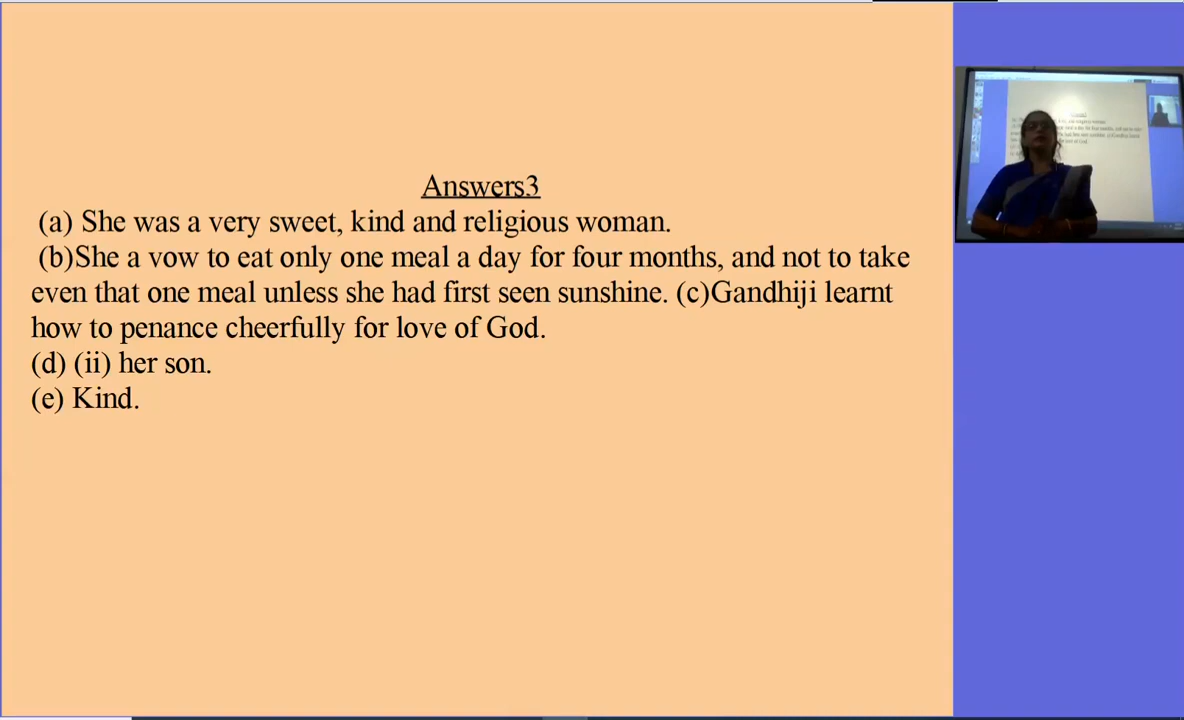 Answers3
(a) She was a very sweet, kind and religious woman.
(b)She a vow to eat only one meal a day for four months, and not to take
even that one meal unless she had first seen sunshine. (c)Gandhiji learnt
how to penance cheerfully for love of God.
(d) (ii) her son.
(e) Kind.